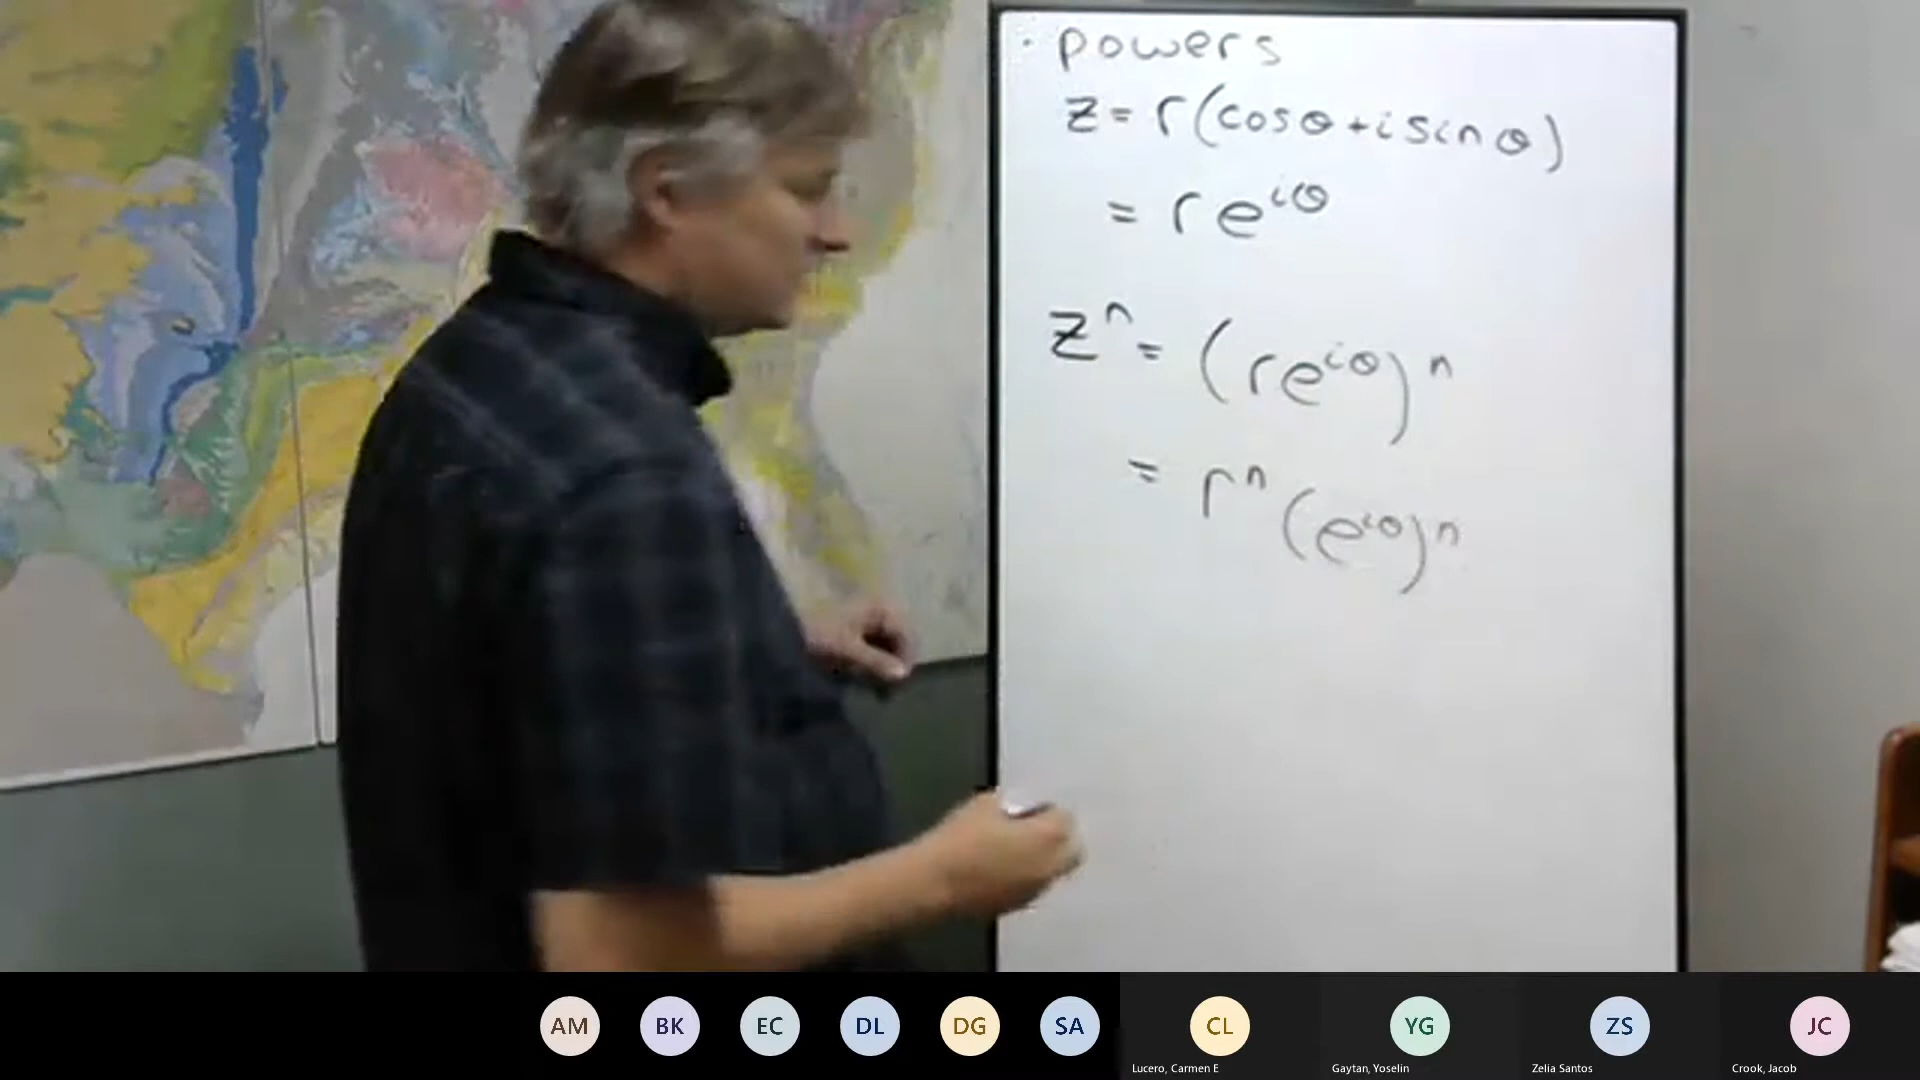 · powers
z = r(cosθ + i sin θ)
= re^{iθ}
z^n = (re^{iθ})^n
= r^n (e^{iθ})^n
AM BK EC DL DG SA CL YG ZS JC
Lucero, Carmen E Gaytan, Yoselin Zelia Santos Crook, Jacob